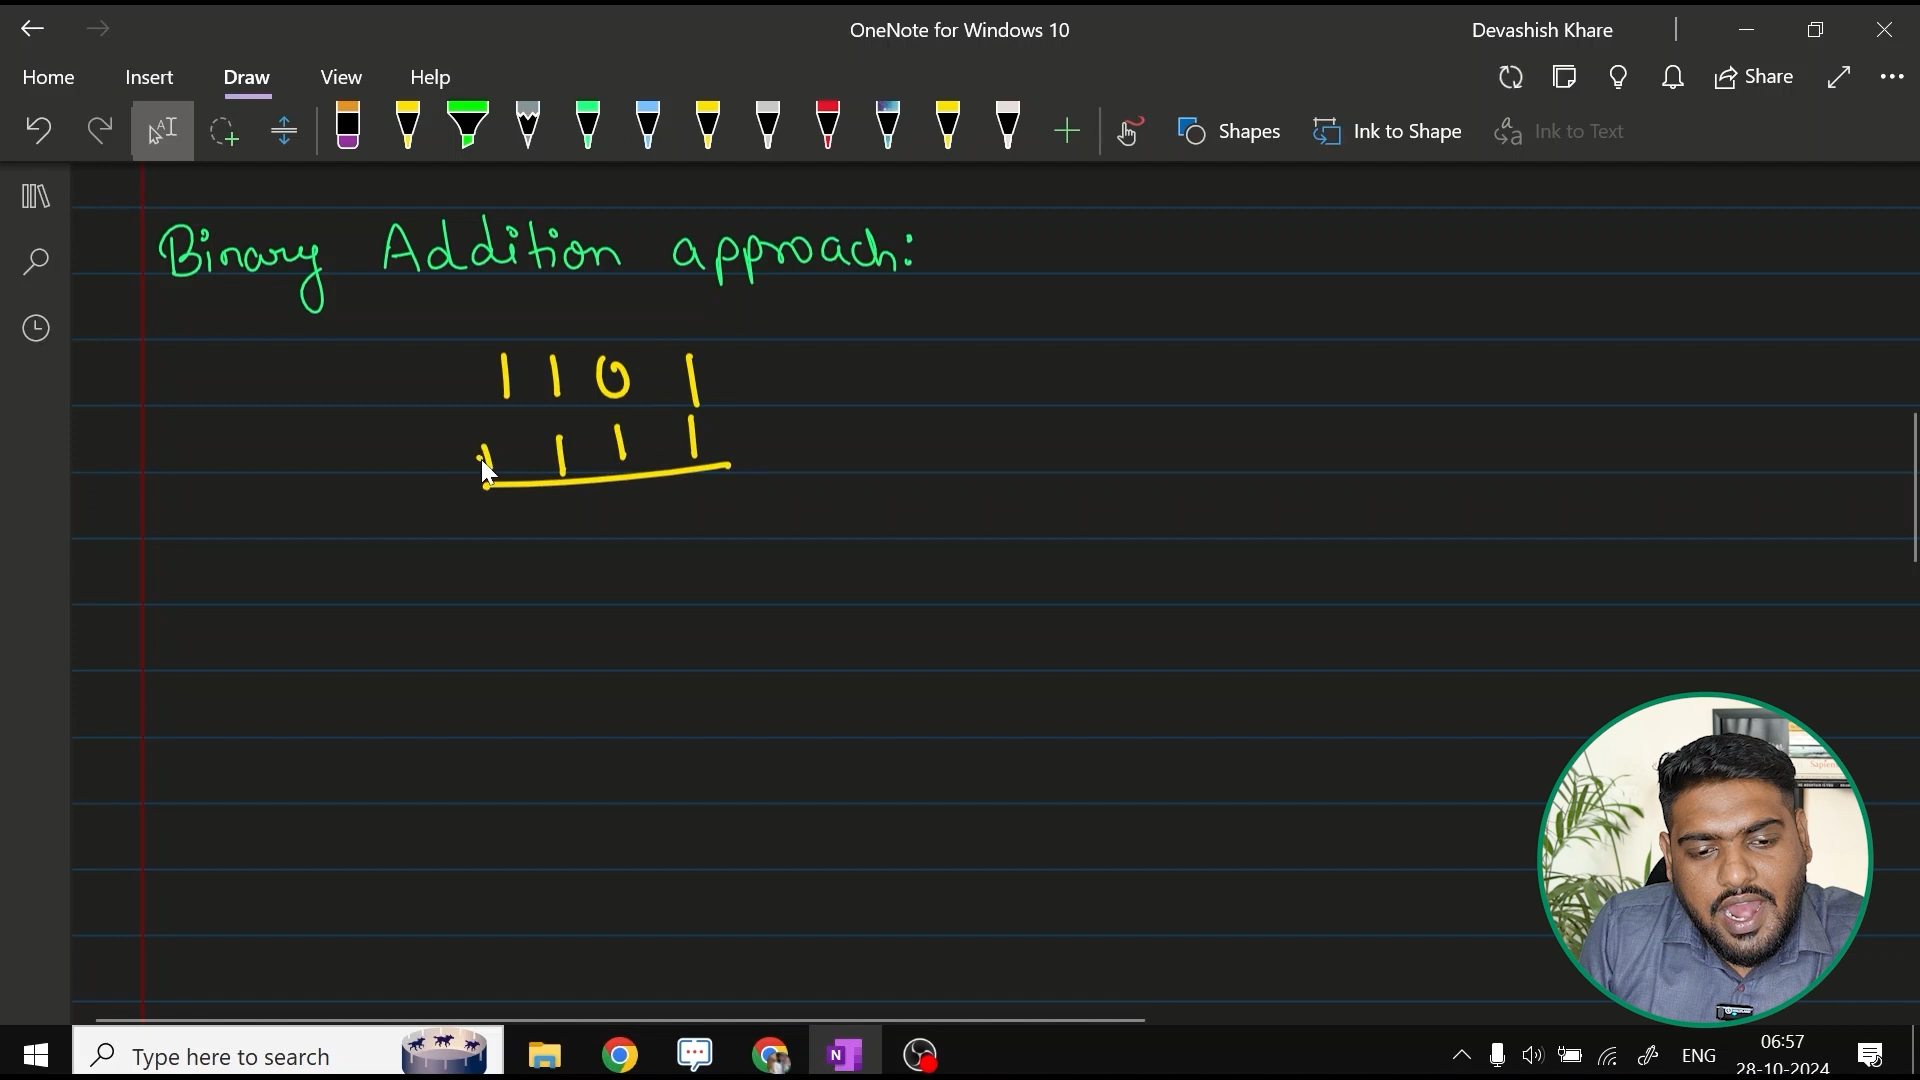 OneNote for Windows 10
Devashish Khare
Home Insert Draw View Help
Share
Shapes Ink to Shape Ink to Text
Binary Addition approach:
1 1 0 1
1 1 1 1
Type here to search
ENG
06:57
28-10-2024